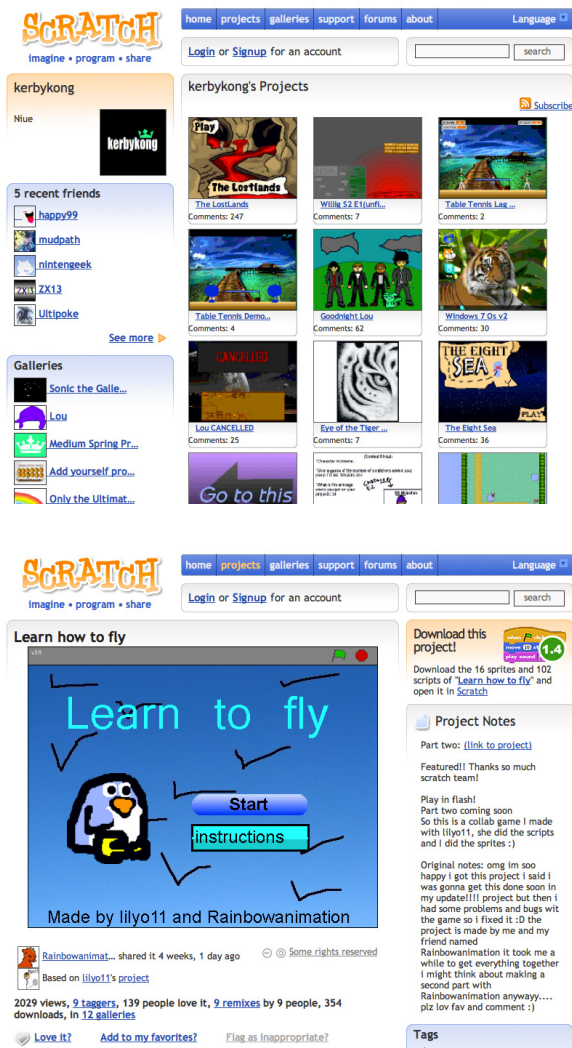 SCRATCH
imagine • program • share
home projects galleries support forums about Language
Login or Signup for an account
search
kerbykong
Niue
kerbykong
5 recent friends
happy99
mudpath
nintengeek
ZX13
ZX13
Ultipoke
See more
Galleries
Sonic the Galle...
Lou
Medium Spring Pr...
Add yourself pro...
Only the Ultimat...
kerbykong's Projects
Subscribe
Play
The Lostlands
The LostLands
Comments: 247
Willig S2 E1(unfi...
Comments: 7
Table Tennis Lag ...
Comments: 2
Table Tennis Demo...
Comments: 4
Goodnight Lou
Comments: 62
Windows 7 Os v2
Comments: 30
CANCELLED
Lou CANCELLED
Comments: 25
Eye of the Tiger ...
Comments: 7
THE EIGHT
SEA
PLAY
The Eight Sea
Comments: 36
Go to this
SCRATCH
imagine • program • share
home projects galleries support forums about Language
Login or Signup for an account
search
Learn how to fly
v39
Learn to fly
Start
instructions
Made by lilyo11 and Rainbowanimation
Rainbowanimat... shared it 4 weeks, 1 day ago
Some rights reserved
Based on lilyo11's project
2029 views, 9 taggers, 139 people love it, 9 remixes by 9 people, 354
downloads, in 12 galleries
Love it? Add to my favorites? Flag as inappropriate?
Download this
project!
1.4
Download the 16 sprites and 102
scripts of "Learn how to fly" and
open it in Scratch
Project Notes
Part two: (link to project)
Featured!! Thanks so much
scratch team!
Play in flash!
Part two coming soon
So this is a collab game I made
with lilyo11, she did the scripts
and I did the sprites :)
Original notes: omg im soo
happy i got this project i said i
was gonna get this done soon in
my update!!!! project but then i
had some problems and bugs wit
the game so i fixed it :D the
project is made by me and my
friend named
Rainbowanimation it took me a
while to get everything together
i might think about making a
second part with
Rainbowanimation anywayy....
plz lov fav and comment :)
Tags